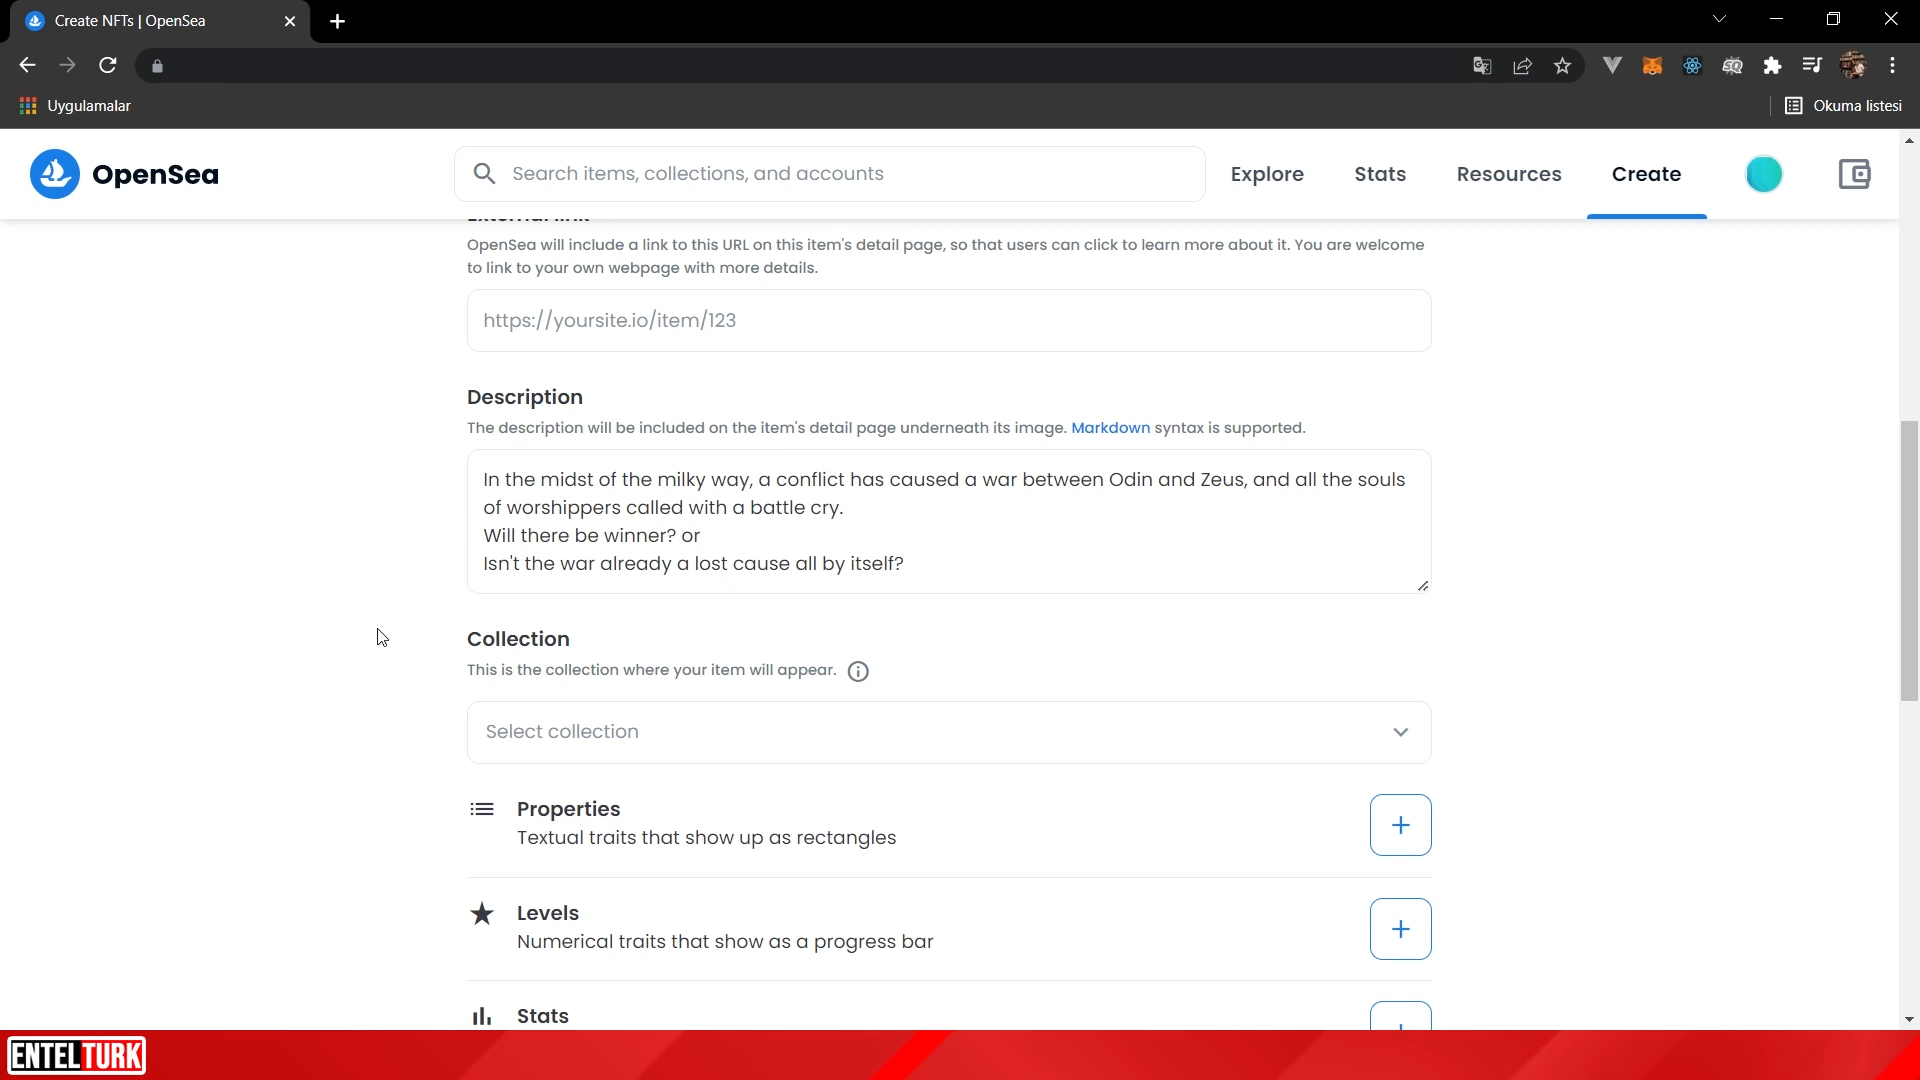 Create NFTs | OpenSea
Uygulamalar
Okuma listesi
OpenSea
Search items, collections, and accounts
Explore
Stats
Resources
Create
External link
OpenSea will include a link to this URL on this item's detail page, so that users can click to learn more about it. You are welcome
to link to your own webpage with more details.
https://yoursite.io/item/123
Description
The description will be included on the item's detail page underneath its image. Markdown syntax is supported.
In the midst of the milky way, a conflict has caused a war between Odin and Zeus, and all the souls
of worshippers called with a battle cry.
Will there be winner? or
Isn't the war already a lost cause all by itself?
Collection
This is the collection where your item will appear.
Select collection
Properties
Textual traits that show up as rectangles
Levels
Numerical traits that show as a progress bar
Stats
ENTELTURK